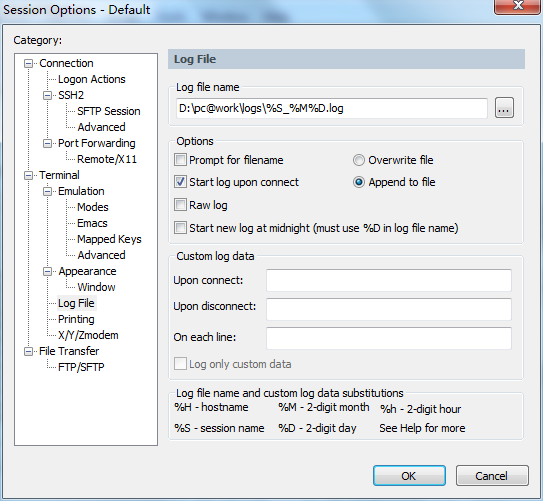 Session Options - Default
Category:
Connection
Logon Actions
SSH2
SFTP Session
Advanced
Port Forwarding
Remote/X11
Terminal
Emulation
Modes
Emacs
Mapped Keys
Advanced
Appearance
Window
Log File
Printing
X/Y/Zmodem
File Transfer
FTP/SFTP
Log File
Log file name
D:\pc@work\logs\%S_%M%D.log
...
Options
Prompt for filename
Overwrite file
Start log upon connect
Append to file
Raw log
Start new log at midnight (must use %D in log file name)
Custom log data
Upon connect:
Upon disconnect:
On each line:
Log only custom data
Log file name and custom log data substitutions
%H - hostname %M - 2-digit month %h - 2-digit hour
%S - session name %D - 2-digit day See Help for more
OK
Cancel